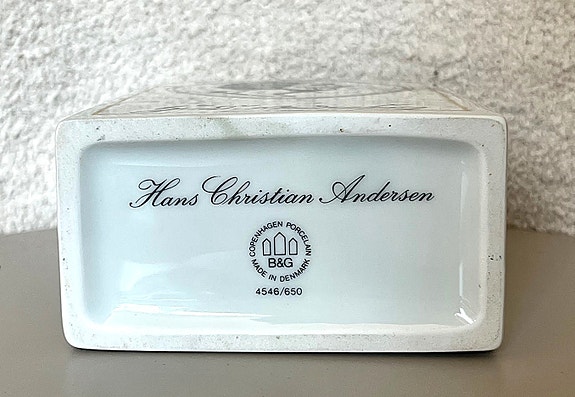 Hans Christian Andersen
COPENHAGEN PORCELAIN
B&G
MADE IN DENMARK
4546/650